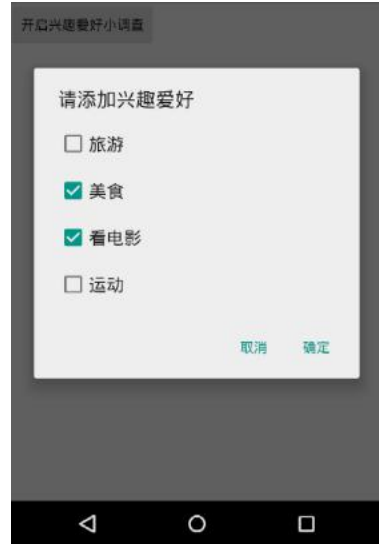 开启兴趣爱好小调查
请添加兴趣爱好
旅游
美食
看电影
运动
取消 确定